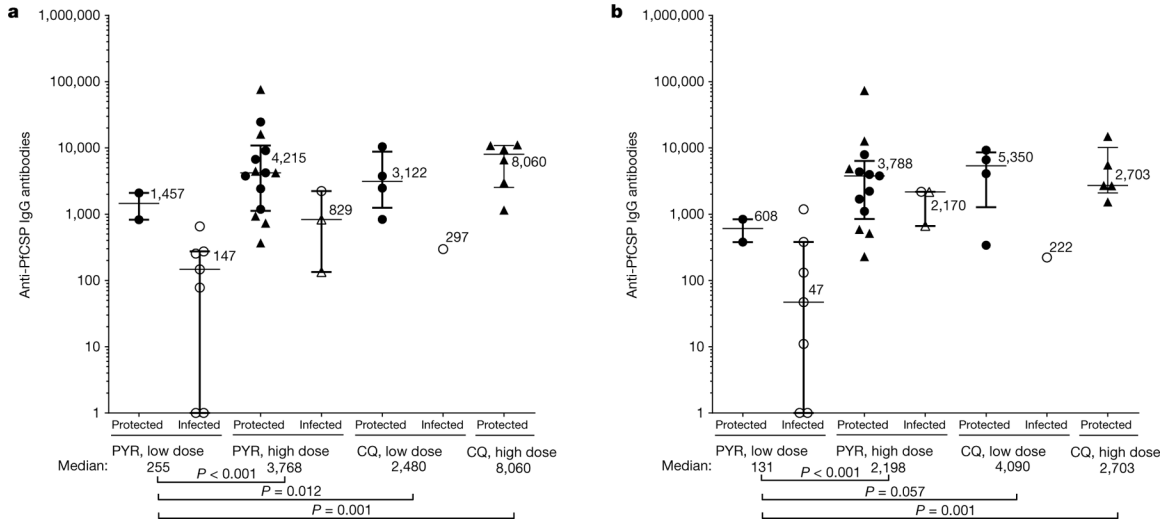 a
Anti-PfCSP IgG antibodies
1,000,000
100,000
10,000
1,000
100
10
1
1,457
147
4,215
829
3,122
297
8,060
Protected Infected Protected Infected Protected Infected Protected
PYR, low dose PYR, high dose CQ, low dose CQ, high dose
Median: 255 3,768 2,480 8,060
P < 0.001
P = 0.012
P = 0.001
b
Anti-PfCSP IgG antibodies
1,000,000
100,000
10,000
1,000
100
10
1
608
47
3,788
2,170
5,350
222
2,703
Protected Infected Protected Infected Protected Infected Protected
PYR, low dose PYR, high dose CQ, low dose CQ, high dose
Median: 131 2,198 4,090 2,703
P < 0.001
P = 0.057
P = 0.001